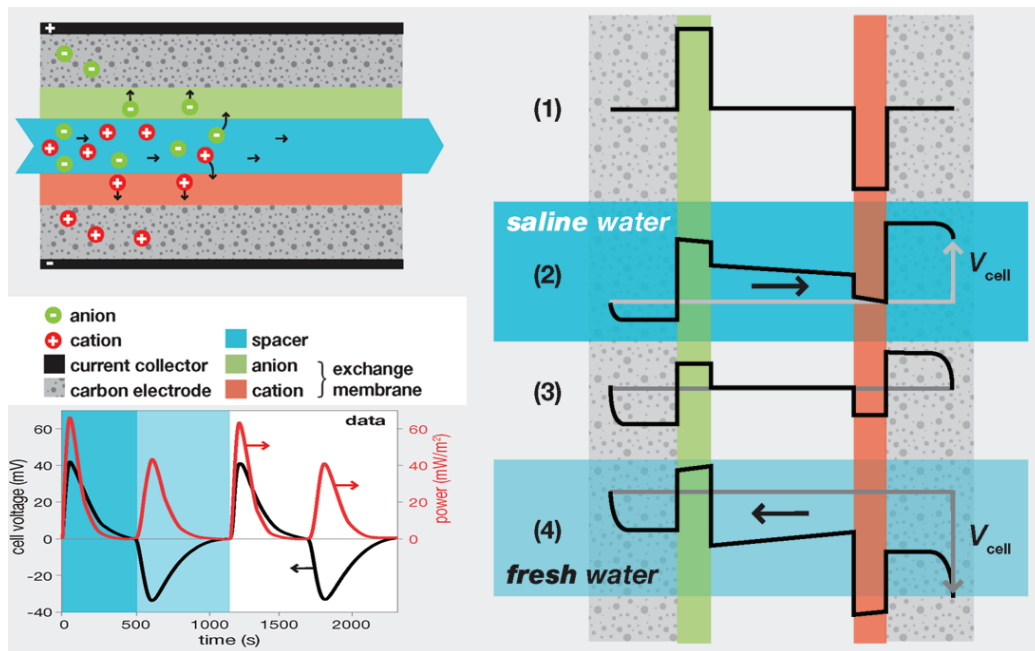 +
-
anion
cation
current collector
carbon electrode
spacer
anion
cation
exchange
membrane
data
cell voltage (mV)
60
40
20
0
-20
-40
power (mW/m²)
60
40
20
0
0
500
1000
1500
2000
time (s)
(1)
saline water
(2)
Vcell
(3)
(4)
Vcell
fresh water